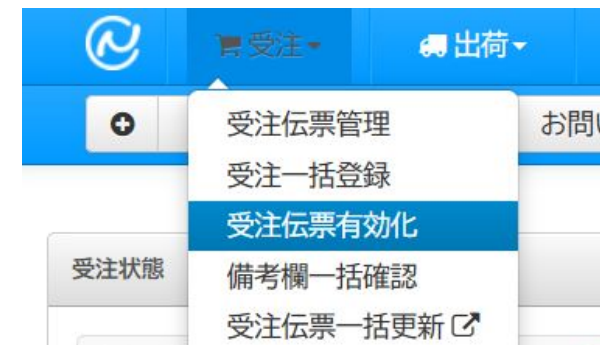 受注 出荷
受注伝票管理
お問
受注一括登録
受注伝票有効化
受注状態
備考欄一括確認
受注伝票一括更新